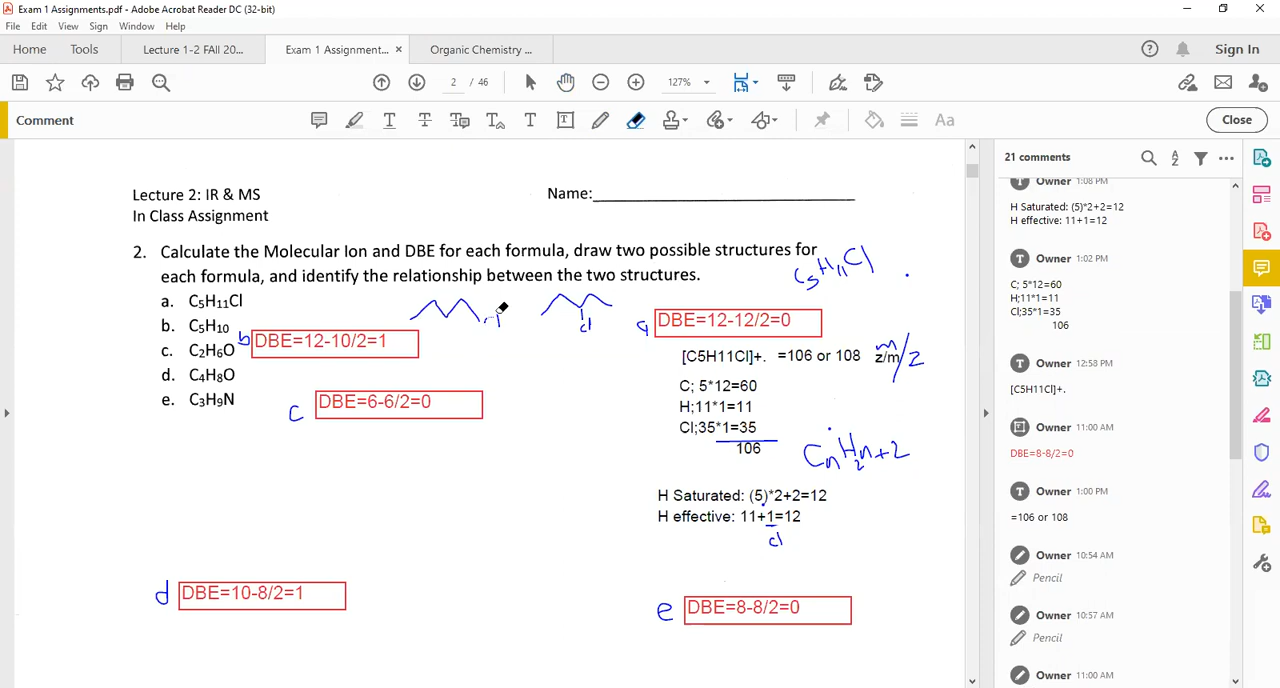 Exam 1 Assignments.pdf - Adobe Acrobat Reader DC (32-bit)
File Edit View Sign Window Help
Home Tools Lecture 1-2 FAll 20... Exam 1 Assignment... × Organic Chemistry ... Sign In
2 / 46 127%
Comment Close
21 comments
Lecture 2: IR & MS Name:
In Class Assignment
2. Calculate the Molecular Ion and DBE for each formula, draw two possible structures for
each formula, and identify the relationship between the two structures.
C5H11Cl
a. C5H11Cl
b. C5H10
c. C2H6O
d. C4H8O
e. C3H9N
b DBE=12-10/2=1
c DBE=6-6/2=0
cl
a DBE=12-12/2=0
[C5H11Cl]+. =106 or 108 z/m m/z
C; 5*12=60
H;11*1=11
Cl;35*1=35
106
CnH2n+2
H Saturated: (5)*2+2=12
H effective: 11+1=12
cl
d DBE=10-8/2=1
e DBE=8-8/2=0
Owner 1:08 PM
H Saturated: (5)*2+2=12
H effective: 11+1=12
Owner 1:02 PM
C; 5*12=60
H;11*1=11
Cl;35*1=35
106
Owner 12:58 PM
[C5H11Cl]+.
Owner 11:00 AM
DBE=8-8/2=0
Owner 1:00 PM
=106 or 108
Owner 10:54 AM
Pencil
Owner 10:57 AM
Pencil
Owner 11:00 AM